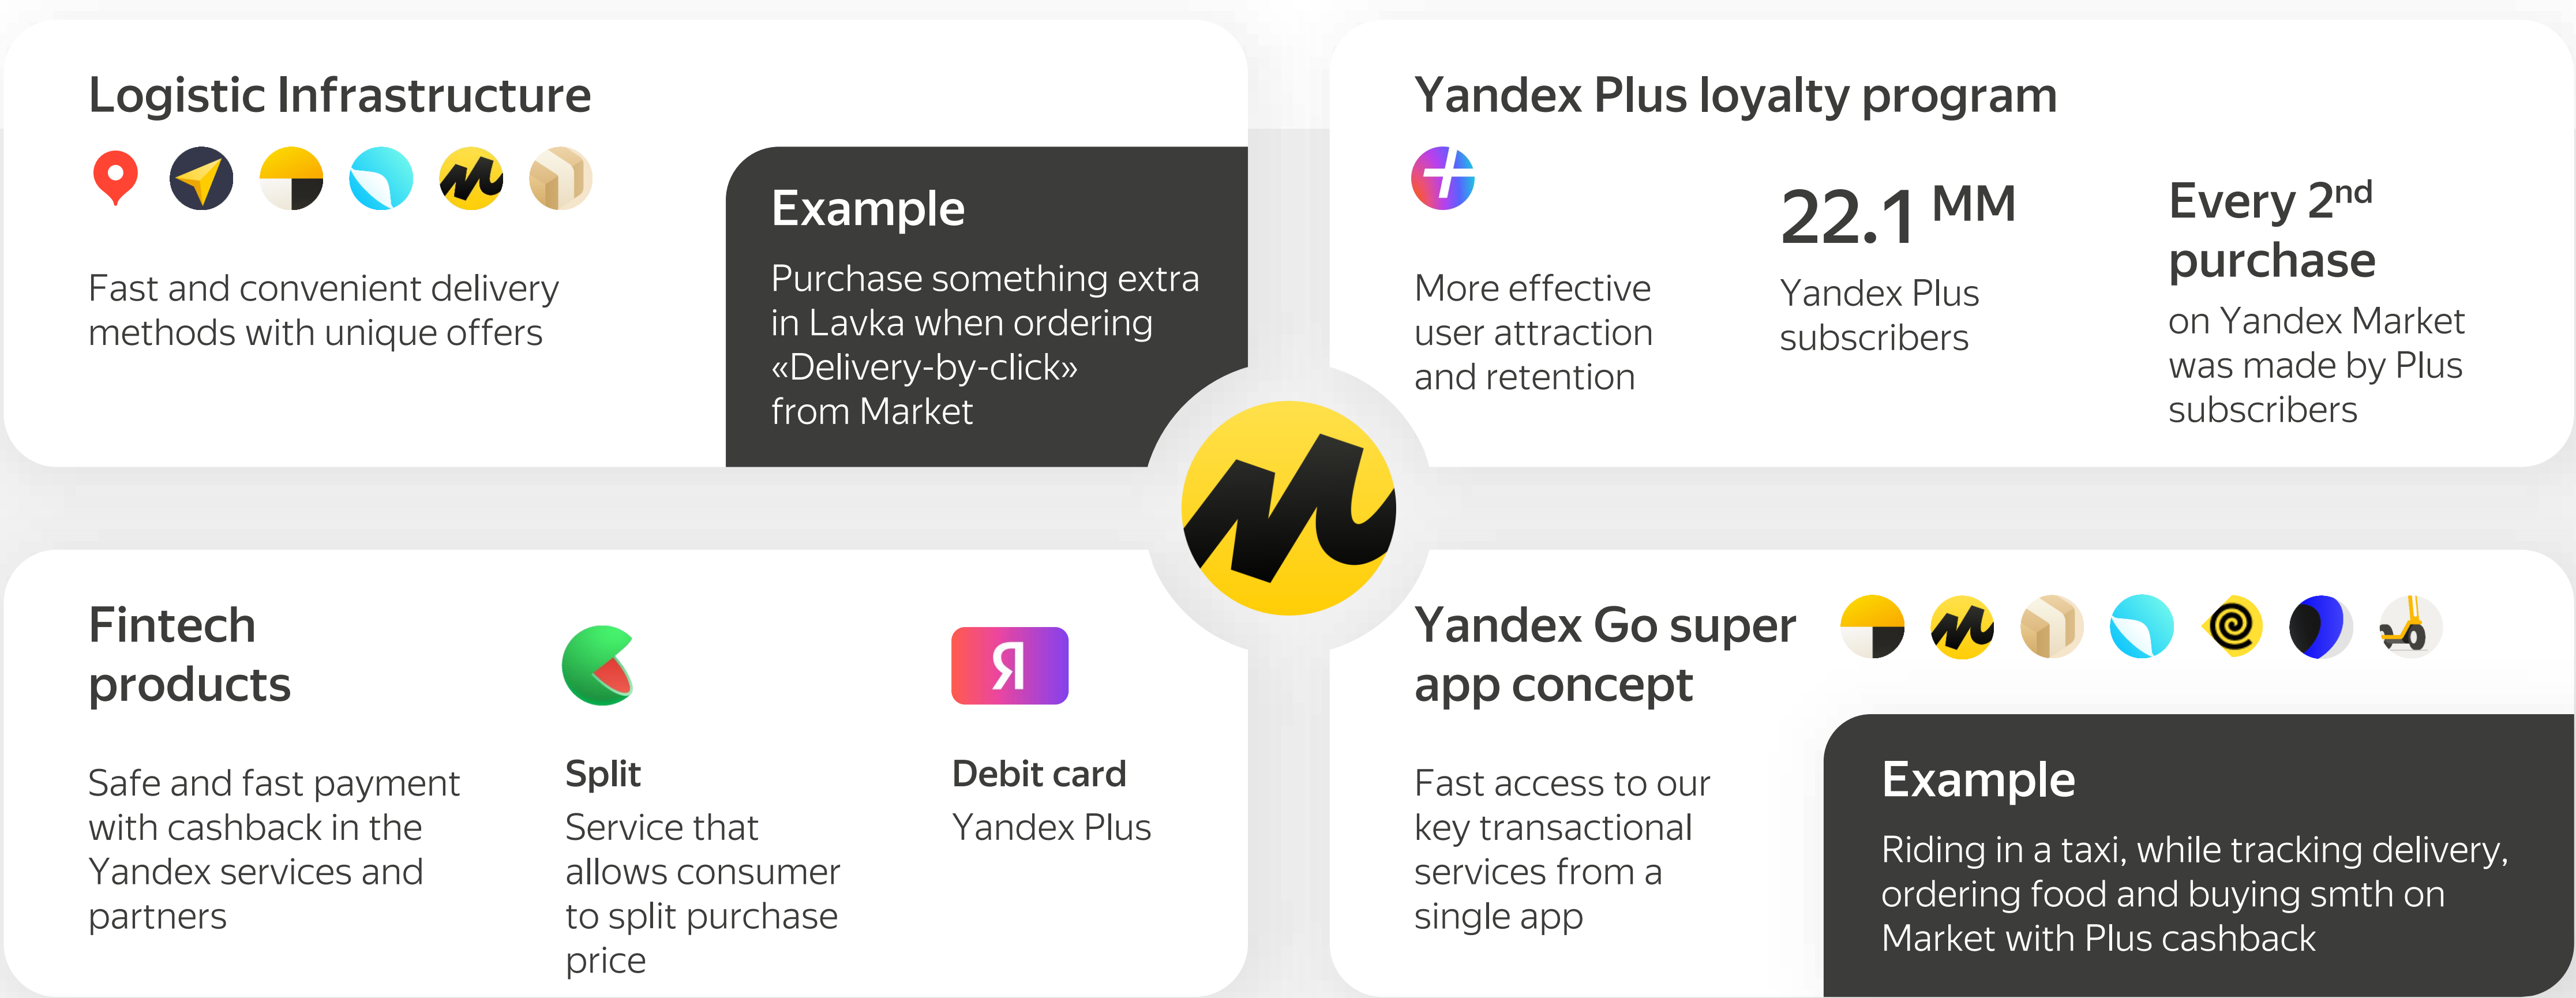 Logistic Infrastructure
Fast and convenient delivery
methods with unique offers
Example
Purchase something extra
in Lavka when ordering
«Delivery-by-click»
from Market
Yandex Plus loyalty program
More effective
user attraction
and retention
22.1 MM
Yandex Plus
subscribers
Every 2nd
purchase
on Yandex Market
was made by Plus
subscribers
Fintech
products
Safe and fast payment
with cashback in the
Yandex services and
partners
Split
Service that
allows consumer
to split purchase
price
Я
Debit card
Yandex Plus
Yandex Go super
app concept
Fast access to our
key transactional
services from a
single app
Example
Riding in a taxi, while tracking delivery,
ordering food and buying smth on
Market with Plus cashback